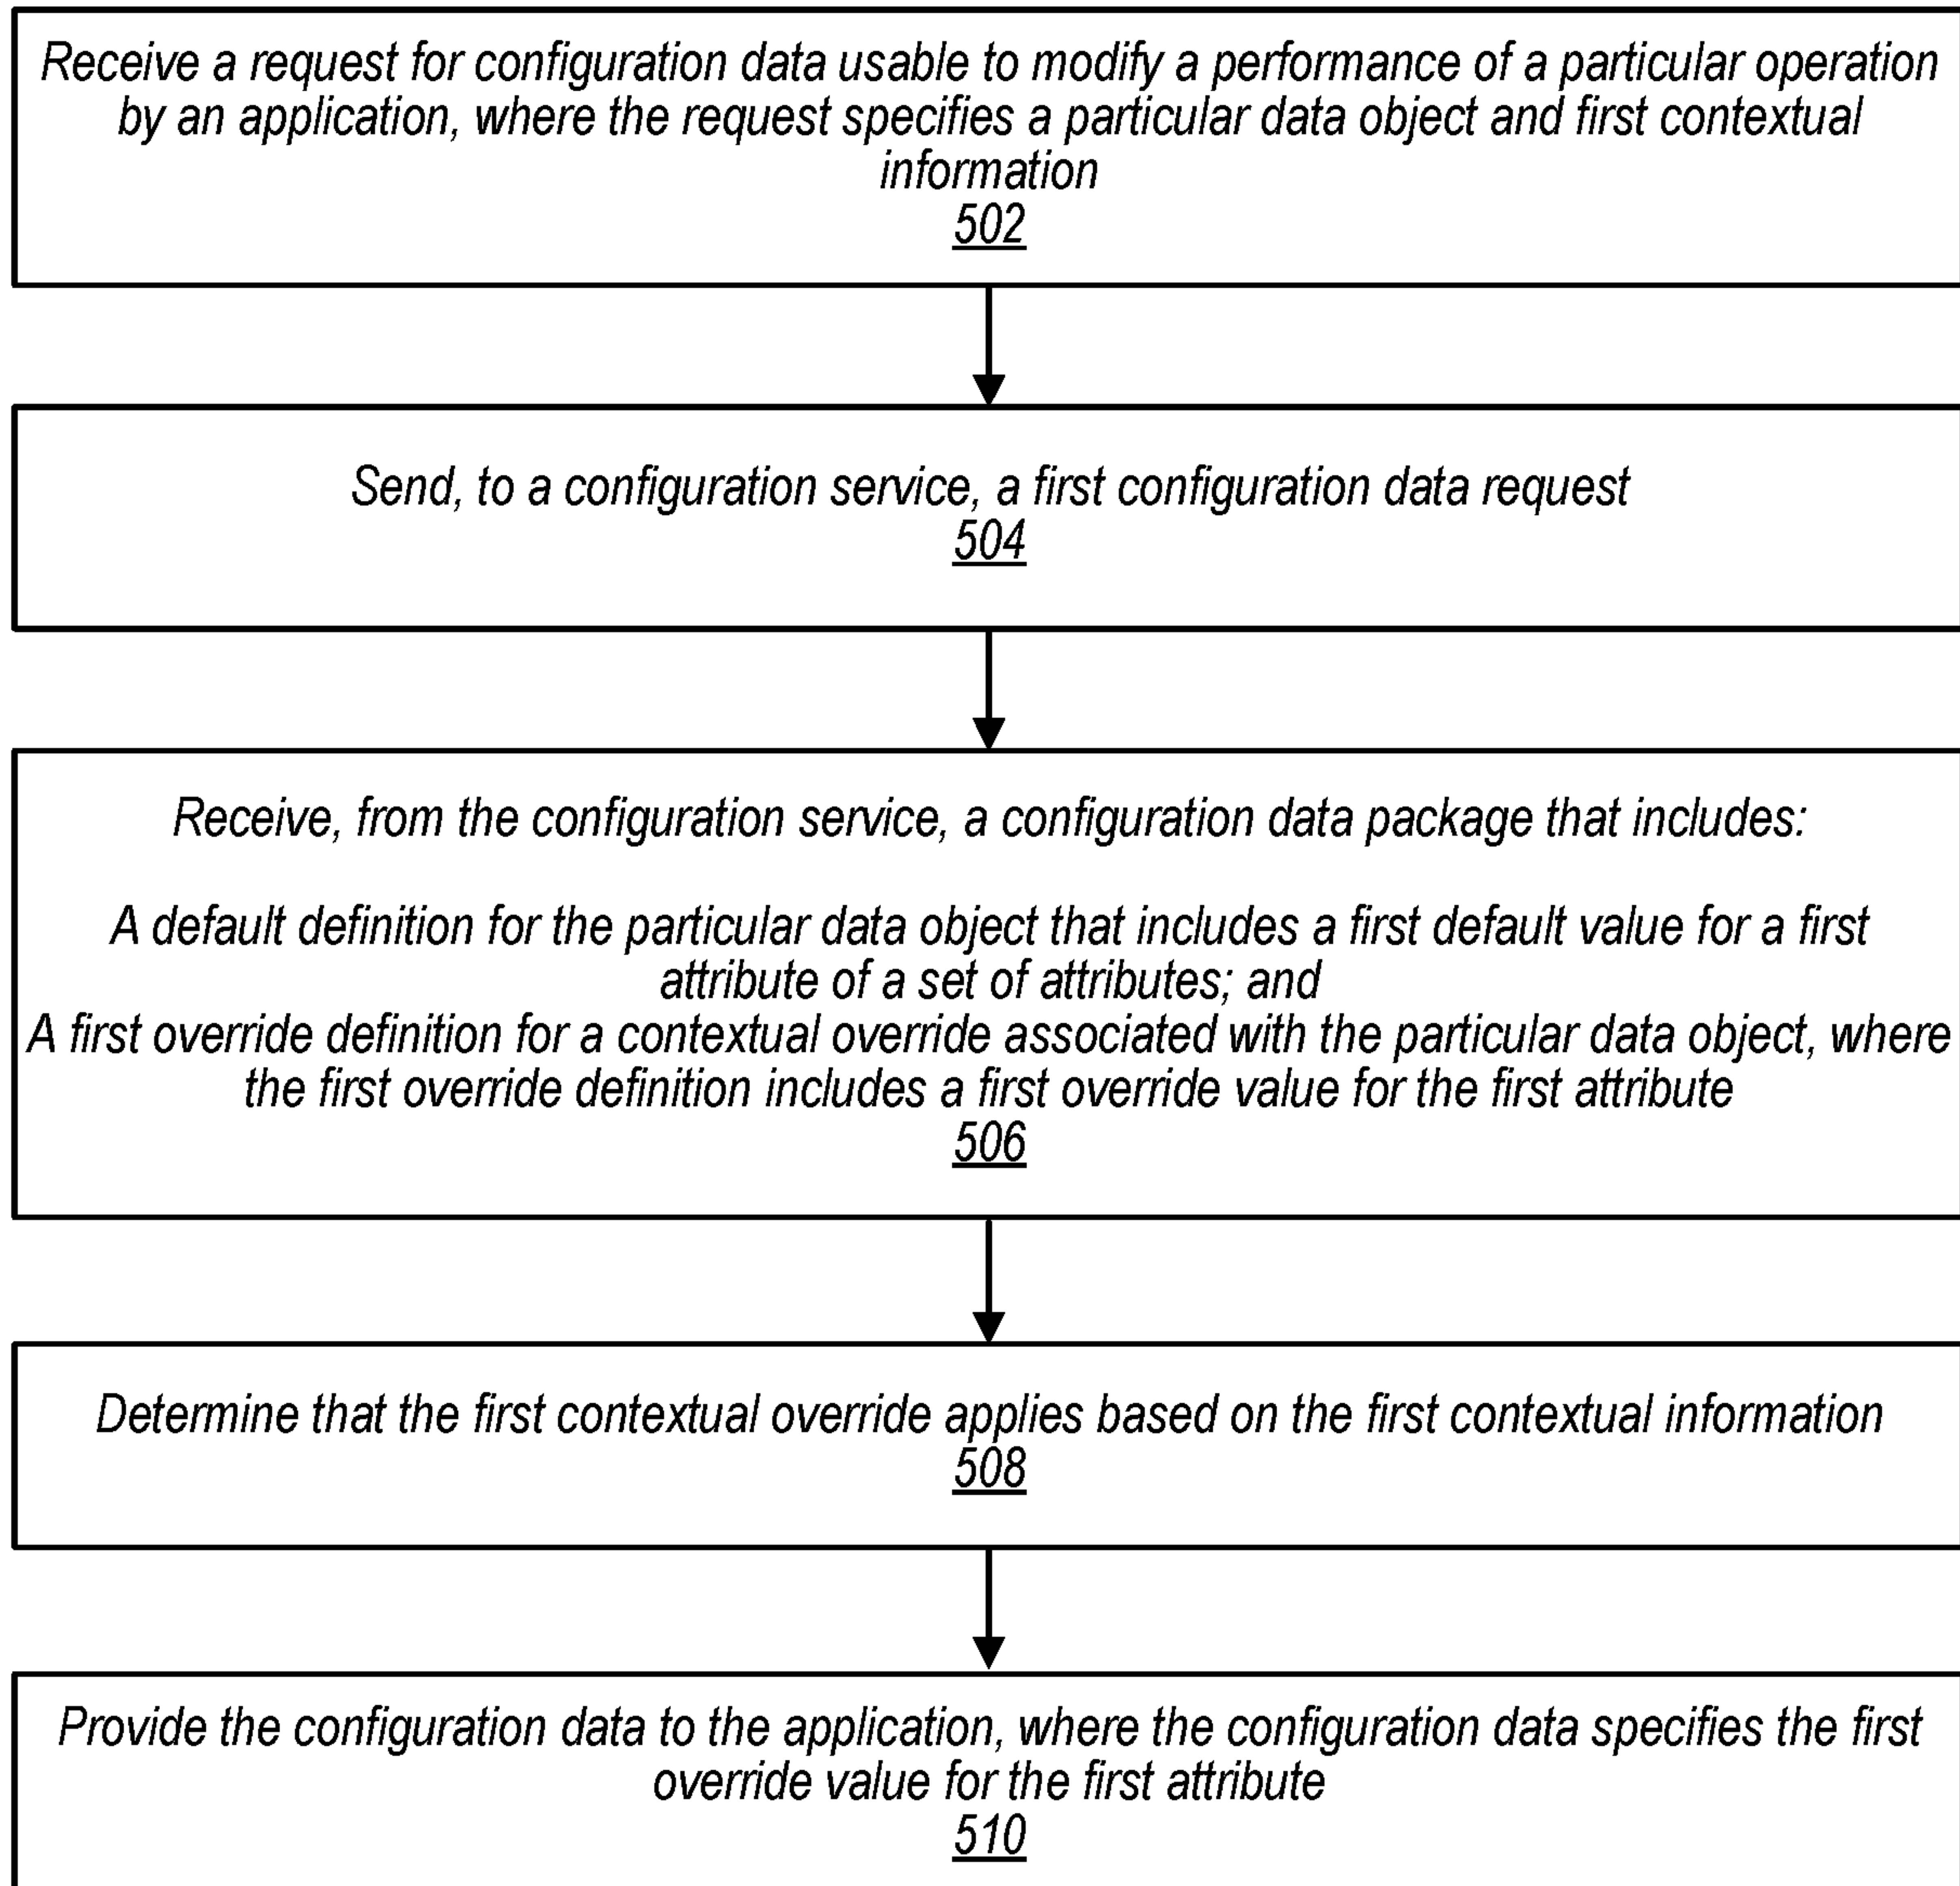 Receive a request for configuration data usable to modify a performance of a particular operation
by an application, where the request specifies a particular data object and first contextual
information
502
Send, to a configuration service, a first configuration data request
504
Receive, from the configuration service, a configuration data package that includes:
A default definition for the particular data object that includes a first default value for a first
attribute of a set of attributes; and
A first override definition for a contextual override associated with the particular data object, where
the first override definition includes a first override value for the first attribute
506
Determine that the first contextual override applies based on the first contextual information
508
Provide the configuration data to the application, where the configuration data specifies the first
override value for the first attribute
510